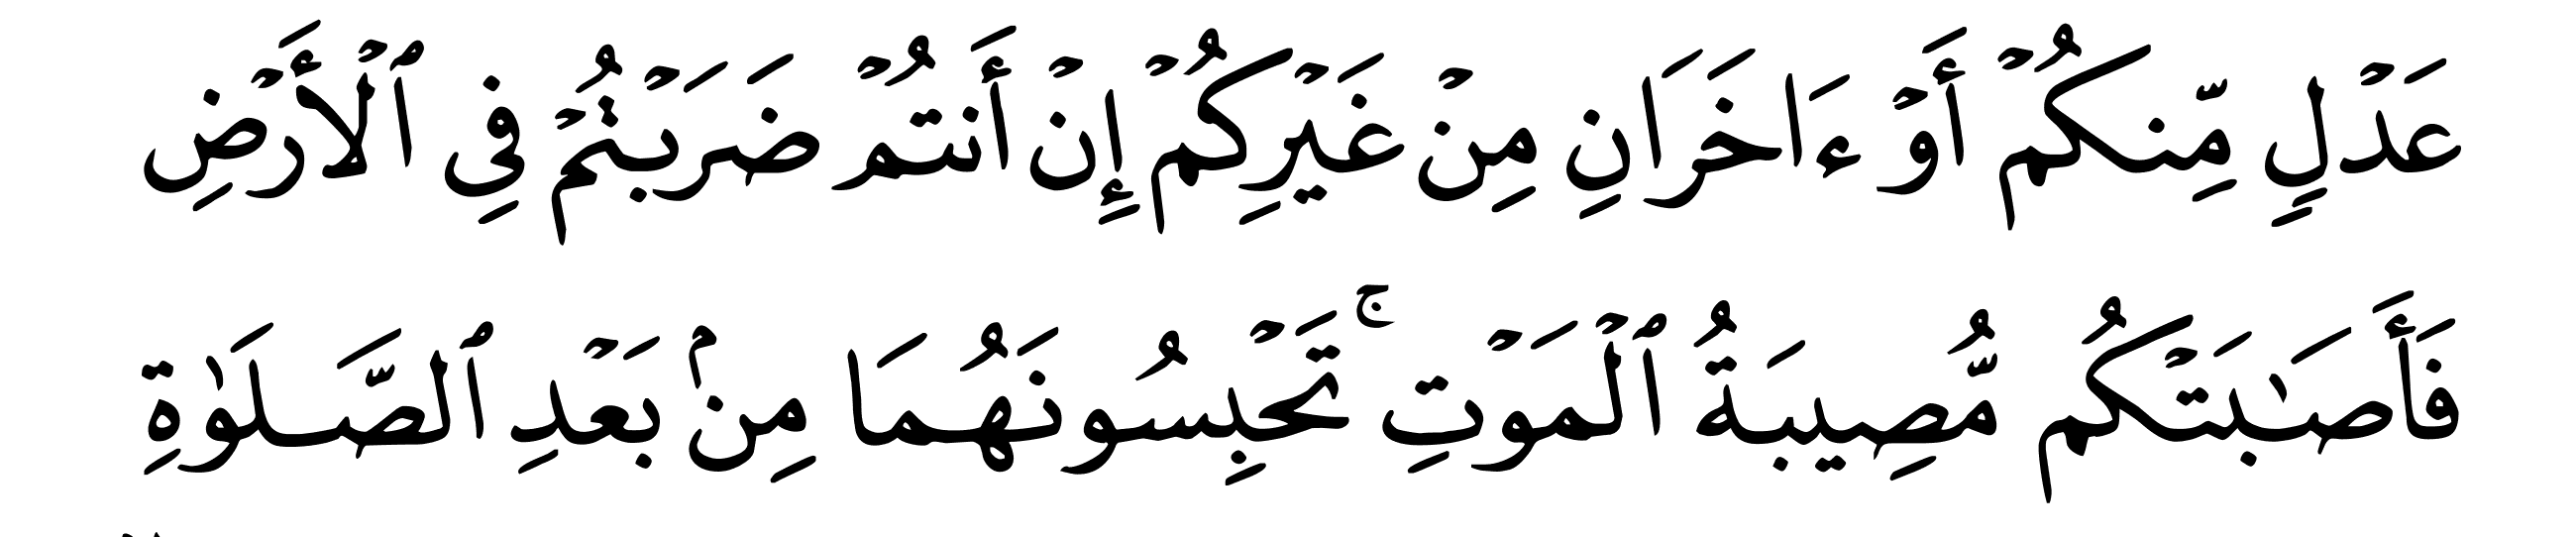 عَدۡلٖ مِّنكُمۡ أَوۡ ءَاخَرَانِ مِنۡ غَيۡرِكُمۡ إِنۡ أَنتُمۡ ضَرَبۡتُمۡ فِي ٱلۡأَرۡضِ
فَأَصَٰبَتۡكُم مُّصِيبَةُ ٱلۡمَوۡتِۚ تَحۡبِسُونَهُمَا مِنۢ بَعۡدِ ٱلصَّلَوٰةِ